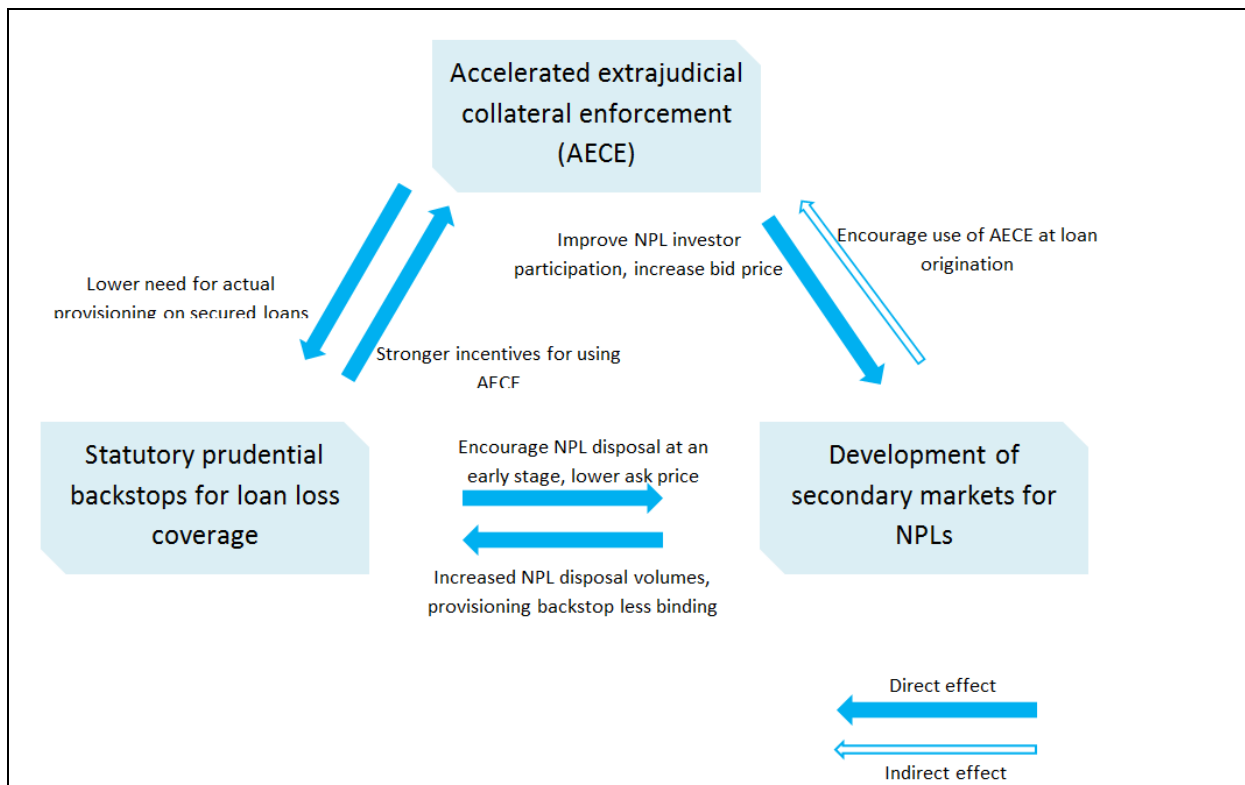 Accelerated extrajudicial
collateral enforcement
(AECE)
Improve NPL investor
participation, increase bid price
Encourage use of AECE at loan
origination
Lower need for actual
provisioning on secured loans
Stronger incentives for using
AECE
Statutory prudential
backstops for loan loss
coverage
Encourage NPL disposal at an
early stage, lower ask price
Increased NPL disposal volumes,
provisioning backstop less binding
Development of
secondary markets for
NPLs
Direct effect
Indirect effect